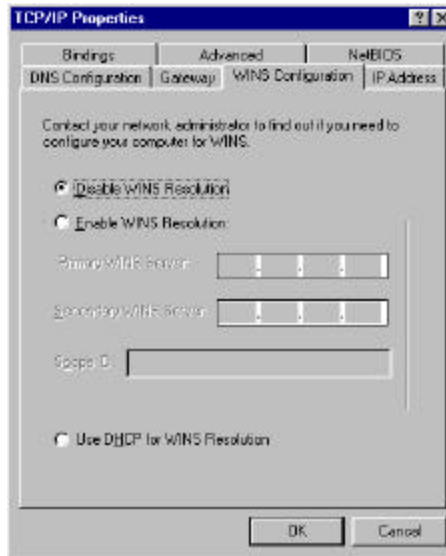 TCP/IP Properties
Bindings Advanced NetBIOS
DNS Configuration Gateway WINS Configuration IP Address
Contact your network administrator to find out if you need to
configure your computer for WINS.
Disable WINS Resolution
Enable WINS Resolution:
Primary WINS Server:
Secondary WINS Server:
Scope ID:
Use DHCP for WINS Resolution
OK Cancel